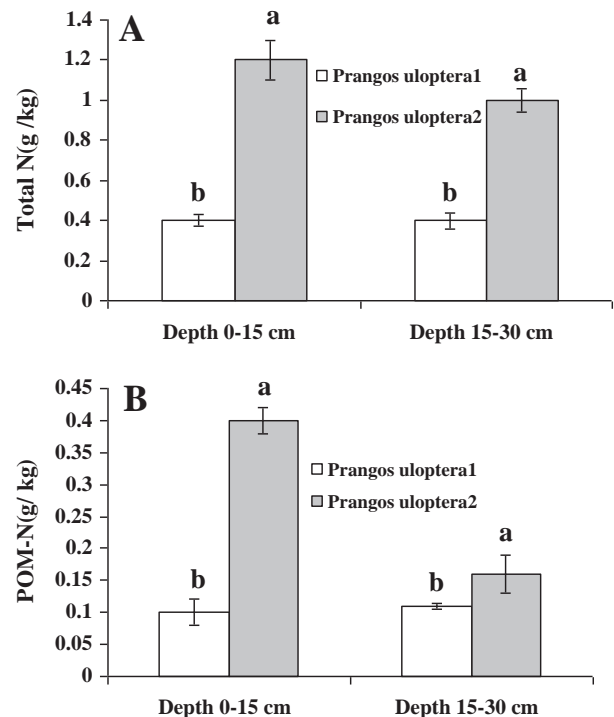 A
Total N(g /kg)
1.4
1.2
1
0.8
0.6
0.4
0.2
0
b
a
b
a
Prangos uloptera1
Prangos uloptera2
Depth 0-15 cm
Depth 15-30 cm
B
POM-N(g/ kg)
0.45
0.4
0.35
0.3
0.25
0.2
0.15
0.1
0.05
0
b
a
b
a
Prangos uloptera1
Prangos uloptera2
Depth 0-15 cm
Depth 15-30 cm